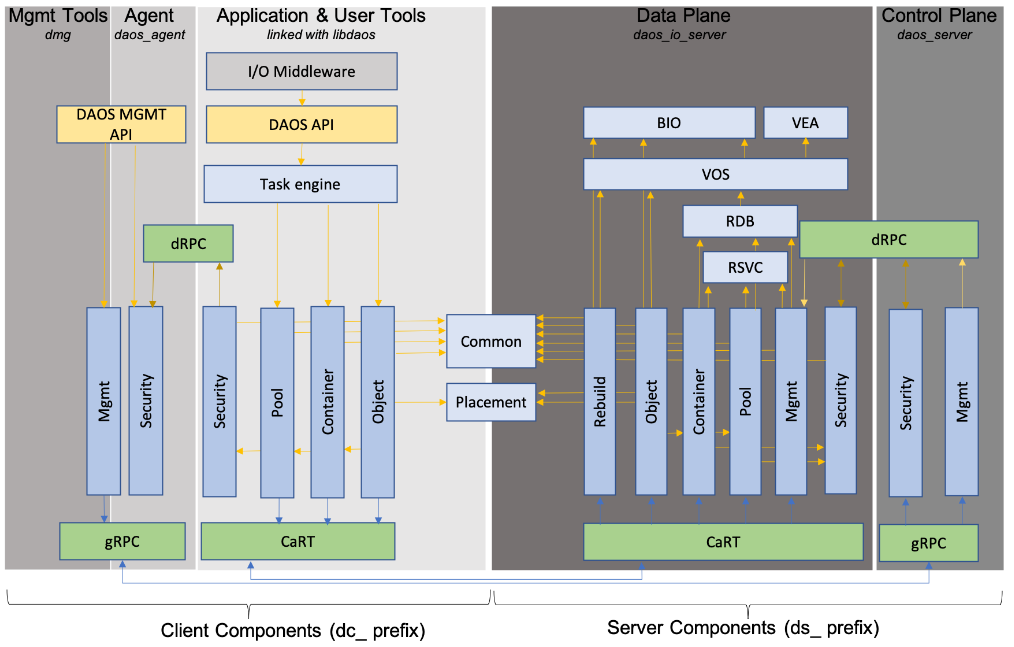 Mgmt Tools
dmg
Agent
daos_agent
Application & User Tools
linked with libdaos
Data Plane
daos_io_server
Control Plane
daos_server
I/O Middleware
DAOS MGMT
API
DAOS API
Task engine
dRPC
BIO
VEA
VOS
RDB
RSVC
dRPC
Mgmt
Security
Security
Pool
Container
Object
Common
Placement
Rebuild
Object
Container
Pool
Mgmt
Security
Security
Mgmt
gRPC
CaRT
CaRT
gRPC
Client Components (dc_ prefix)
Server Components (ds_ prefix)